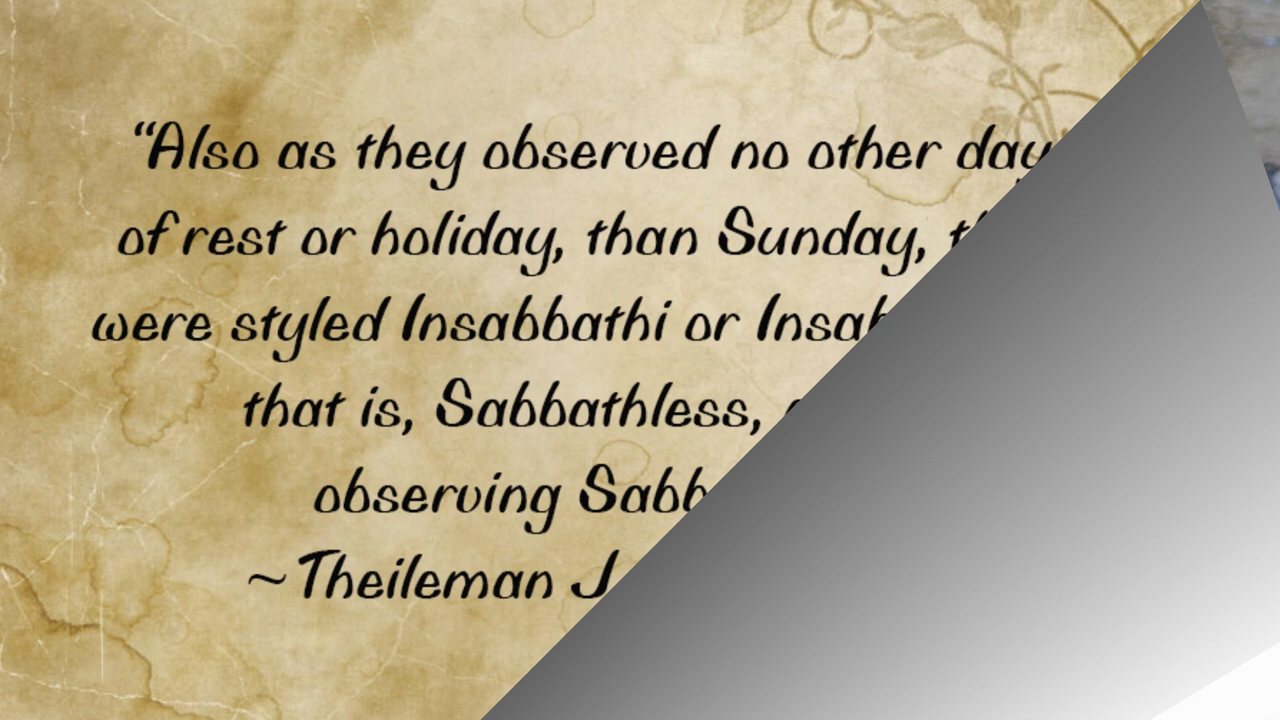 “Also as they observed no other day
of rest or holiday, than Sunday,
were styled Insabbathi or
that is, Sabbathless,
observing
~Theileman J